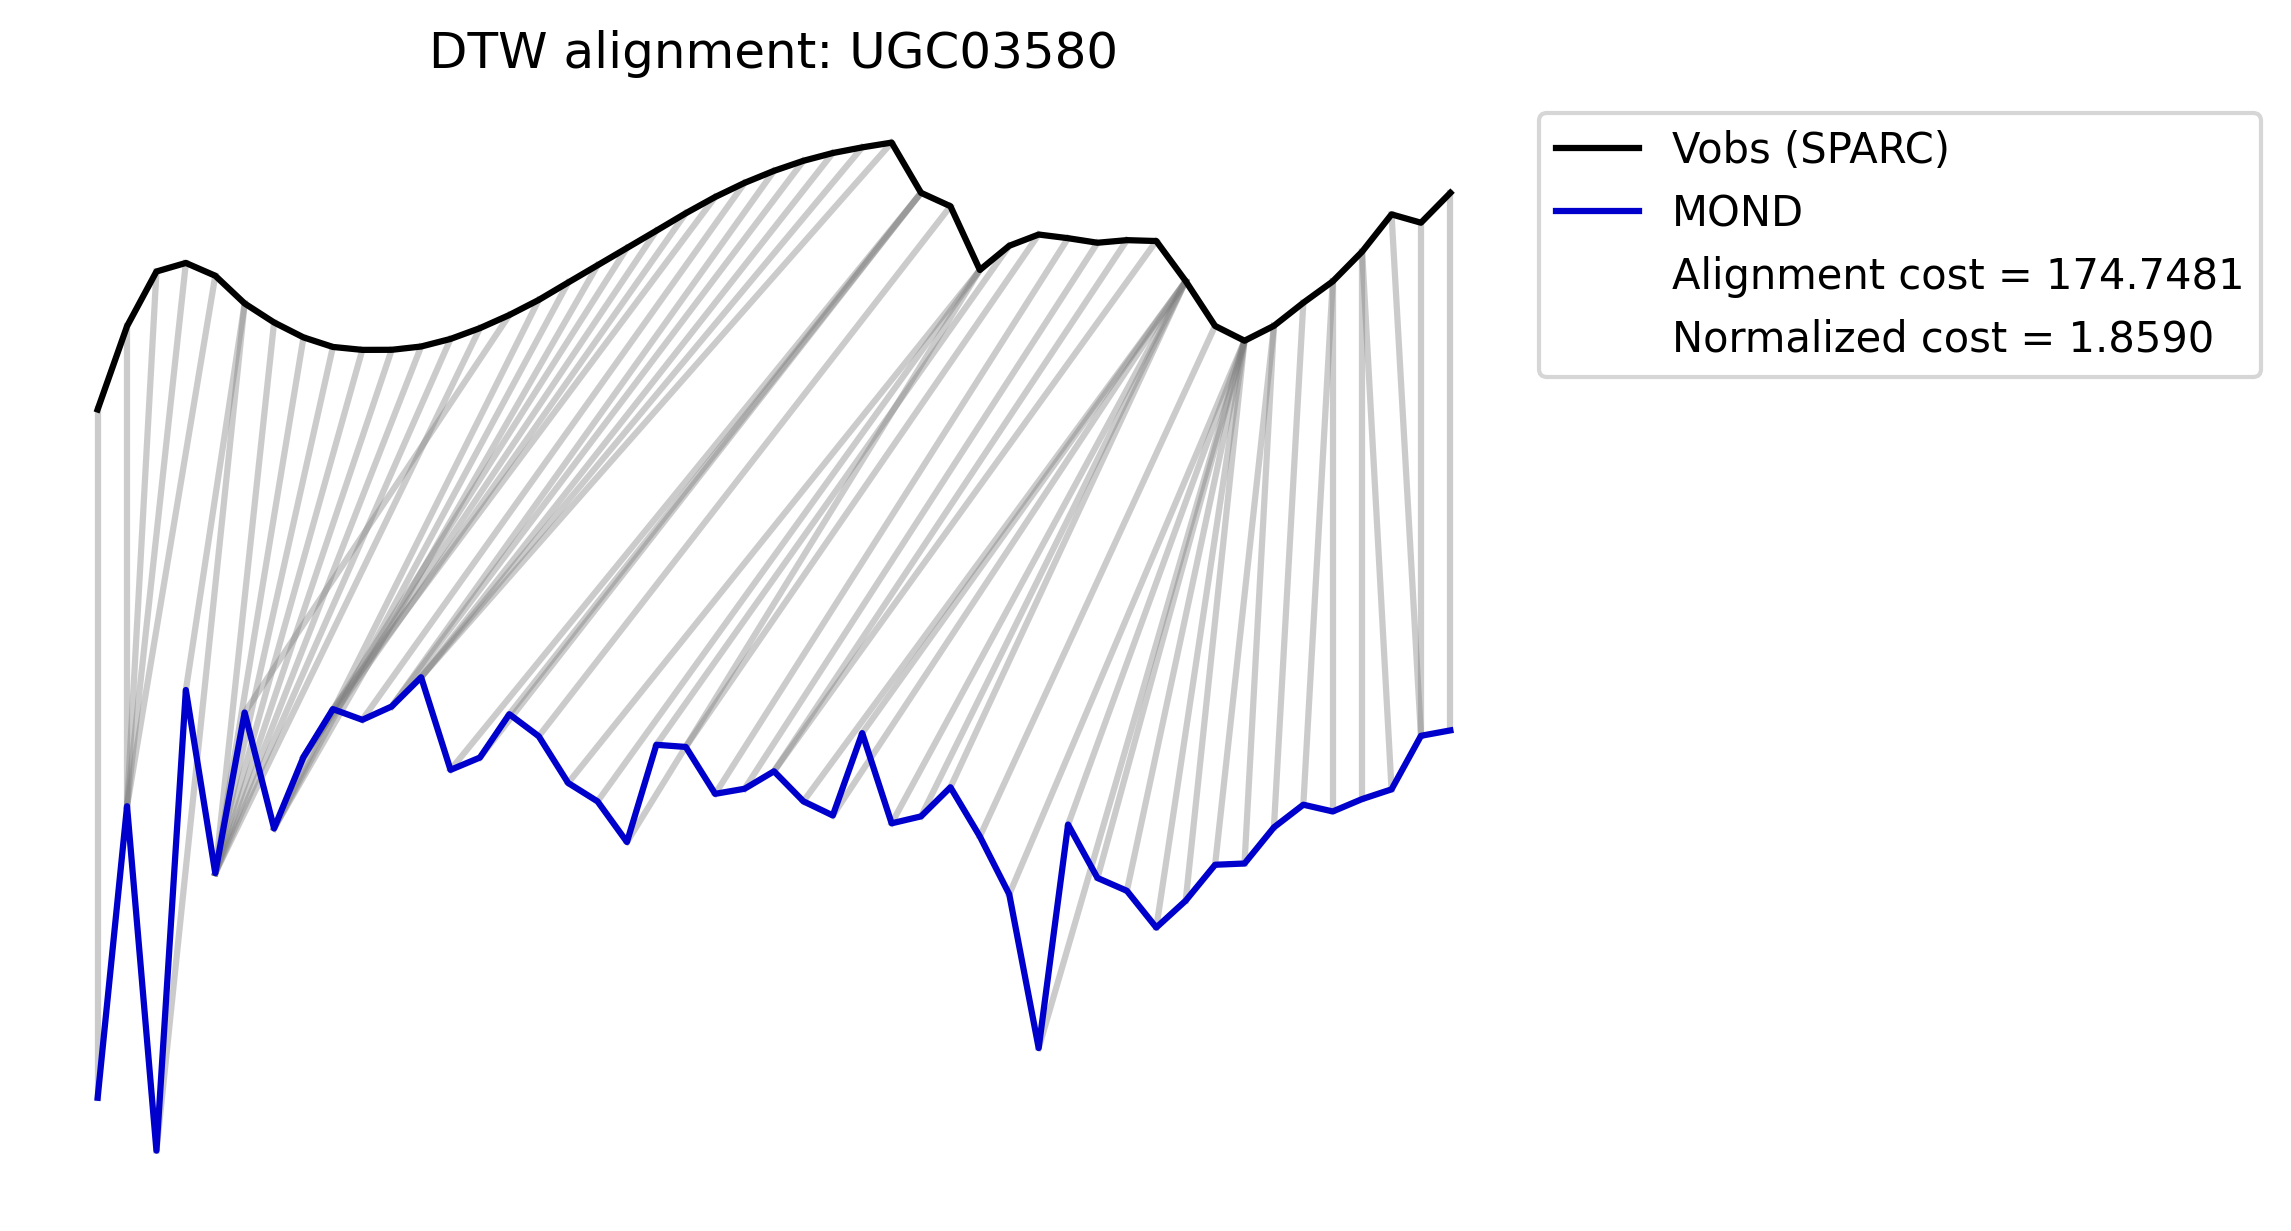 DTW alignment: UGC03580
Vobs (SPARC)
MOND
Alignment cost = 174.7481
Normalized cost = 1.8590